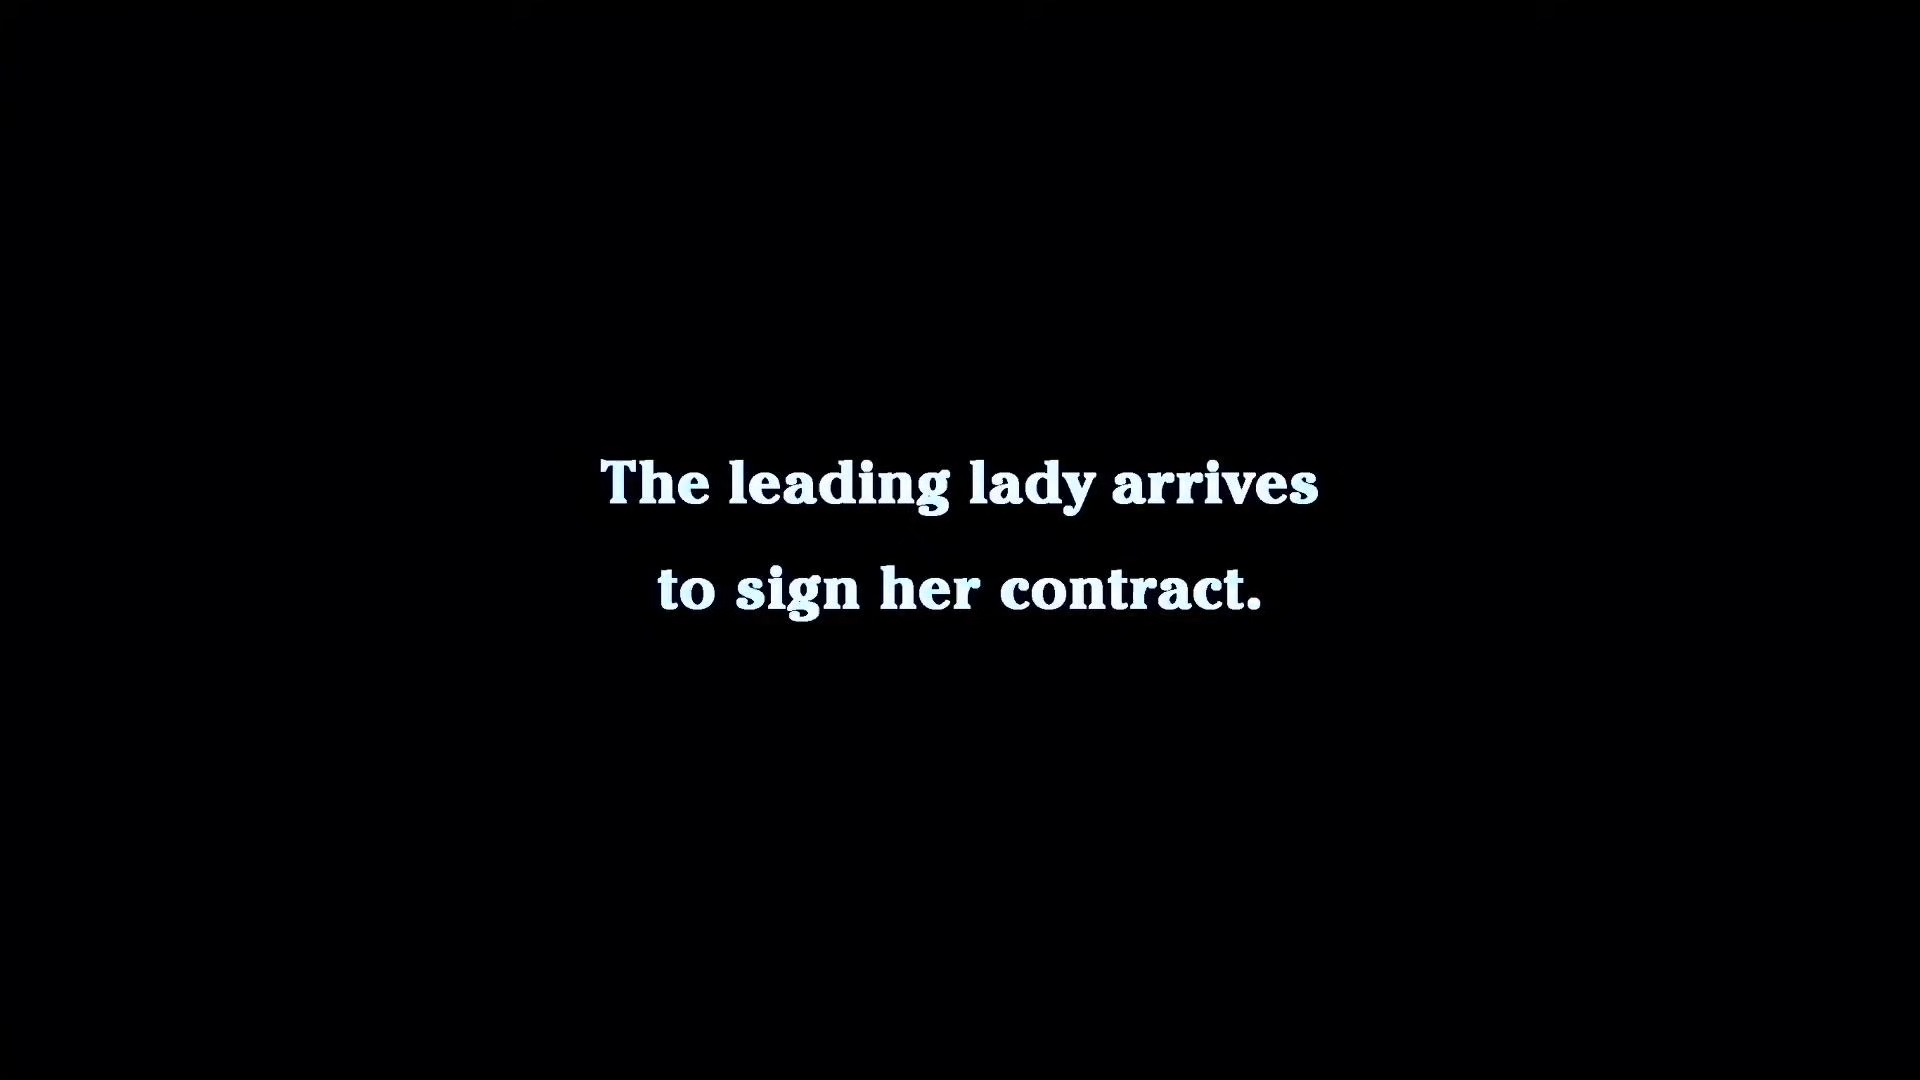 The leading lady arrives
to sign her contract.